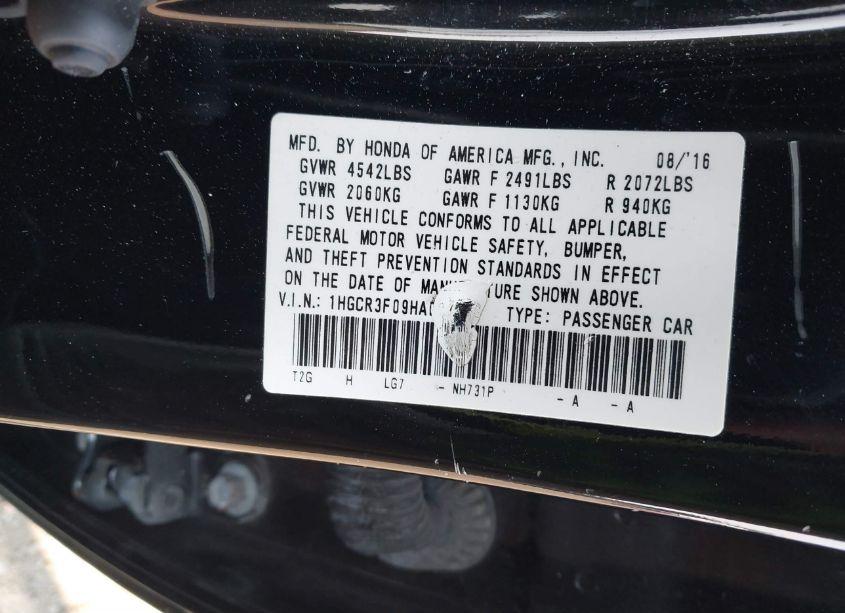 MFD. BY HONDA OF AMERICA MFG., INC. 08/'16
GVWR 4542LBS GAWR F 2491LBS R 2072LBS
GVWR 2060KG GAWR F 1130KG R 940KG
THIS VEHICLE CONFORMS TO ALL APPLICABLE
FEDERAL MOTOR VEHICLE SAFETY, BUMPER,
AND THEFT PREVENTION STANDARDS IN EFFECT
ON THE DATE OF MAN TURE SHOWN ABOVE.
V.I.N.: 1HGCR3F09HA TYPE: PASSENGER CAR
T2G H LG7 - NH731P - A - A